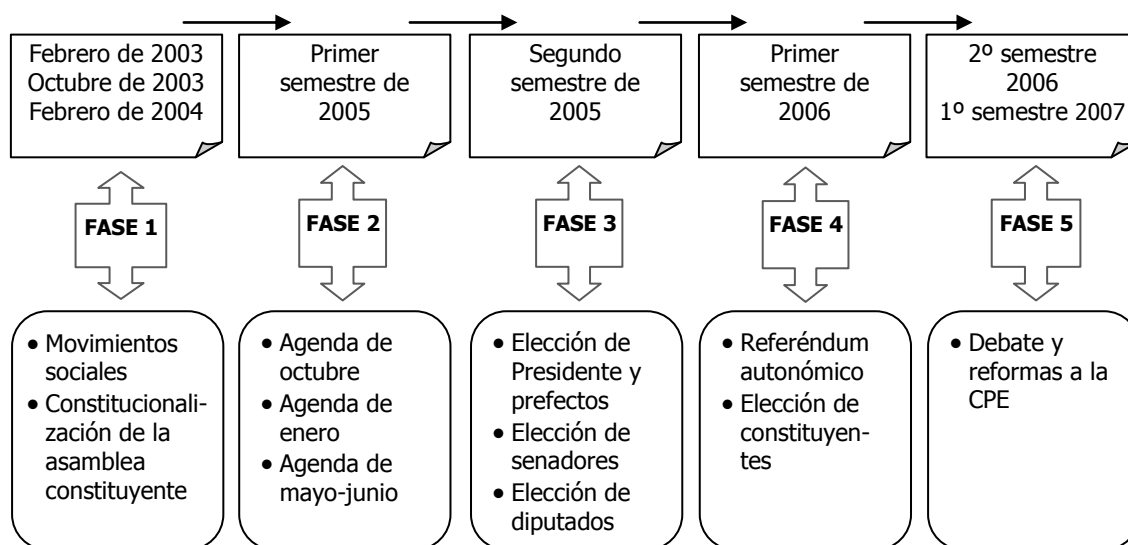 Febrero de 2003
Octubre de 2003
Febrero de 2004
Primer
semestre de
2005
Segundo
semestre de
2005
Primer
semestre de
2006
2º semestre
2006
1º semestre 2007
FASE 1
FASE 2
FASE 3
FASE 4
FASE 5
• Movimientos
sociales
• Constitucionali-
zación de la
asamblea
constituyente
• Agenda de
octubre
• Agenda de
enero
• Agenda de
mayo-junio
• Elección de
Presidente y
prefectos
• Elección de
senadores
• Elección de
diputados
• Referéndum
autonómico
• Elección de
constituyen-
tes
• Debate y
reformas a la
CPE